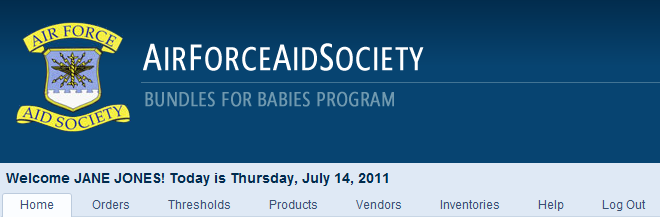 AIR FORCE
AID SOCIETY
AIRFORCEAIDSOCIETY
BUNDLES FOR BABIES PROGRAM
Welcome JANE JONES! Today is Thursday, July 14, 2011
Home Orders Thresholds Products Vendors Inventories Help Log Out